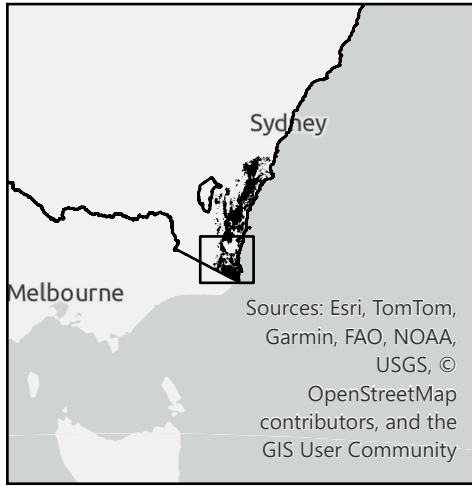 Sydney
Melbourne
Sources: Esri, TomTom,
Garmin, FAO, NOAA,
USGS, ©
OpenStreetMap
contributors, and the
GIS User Community